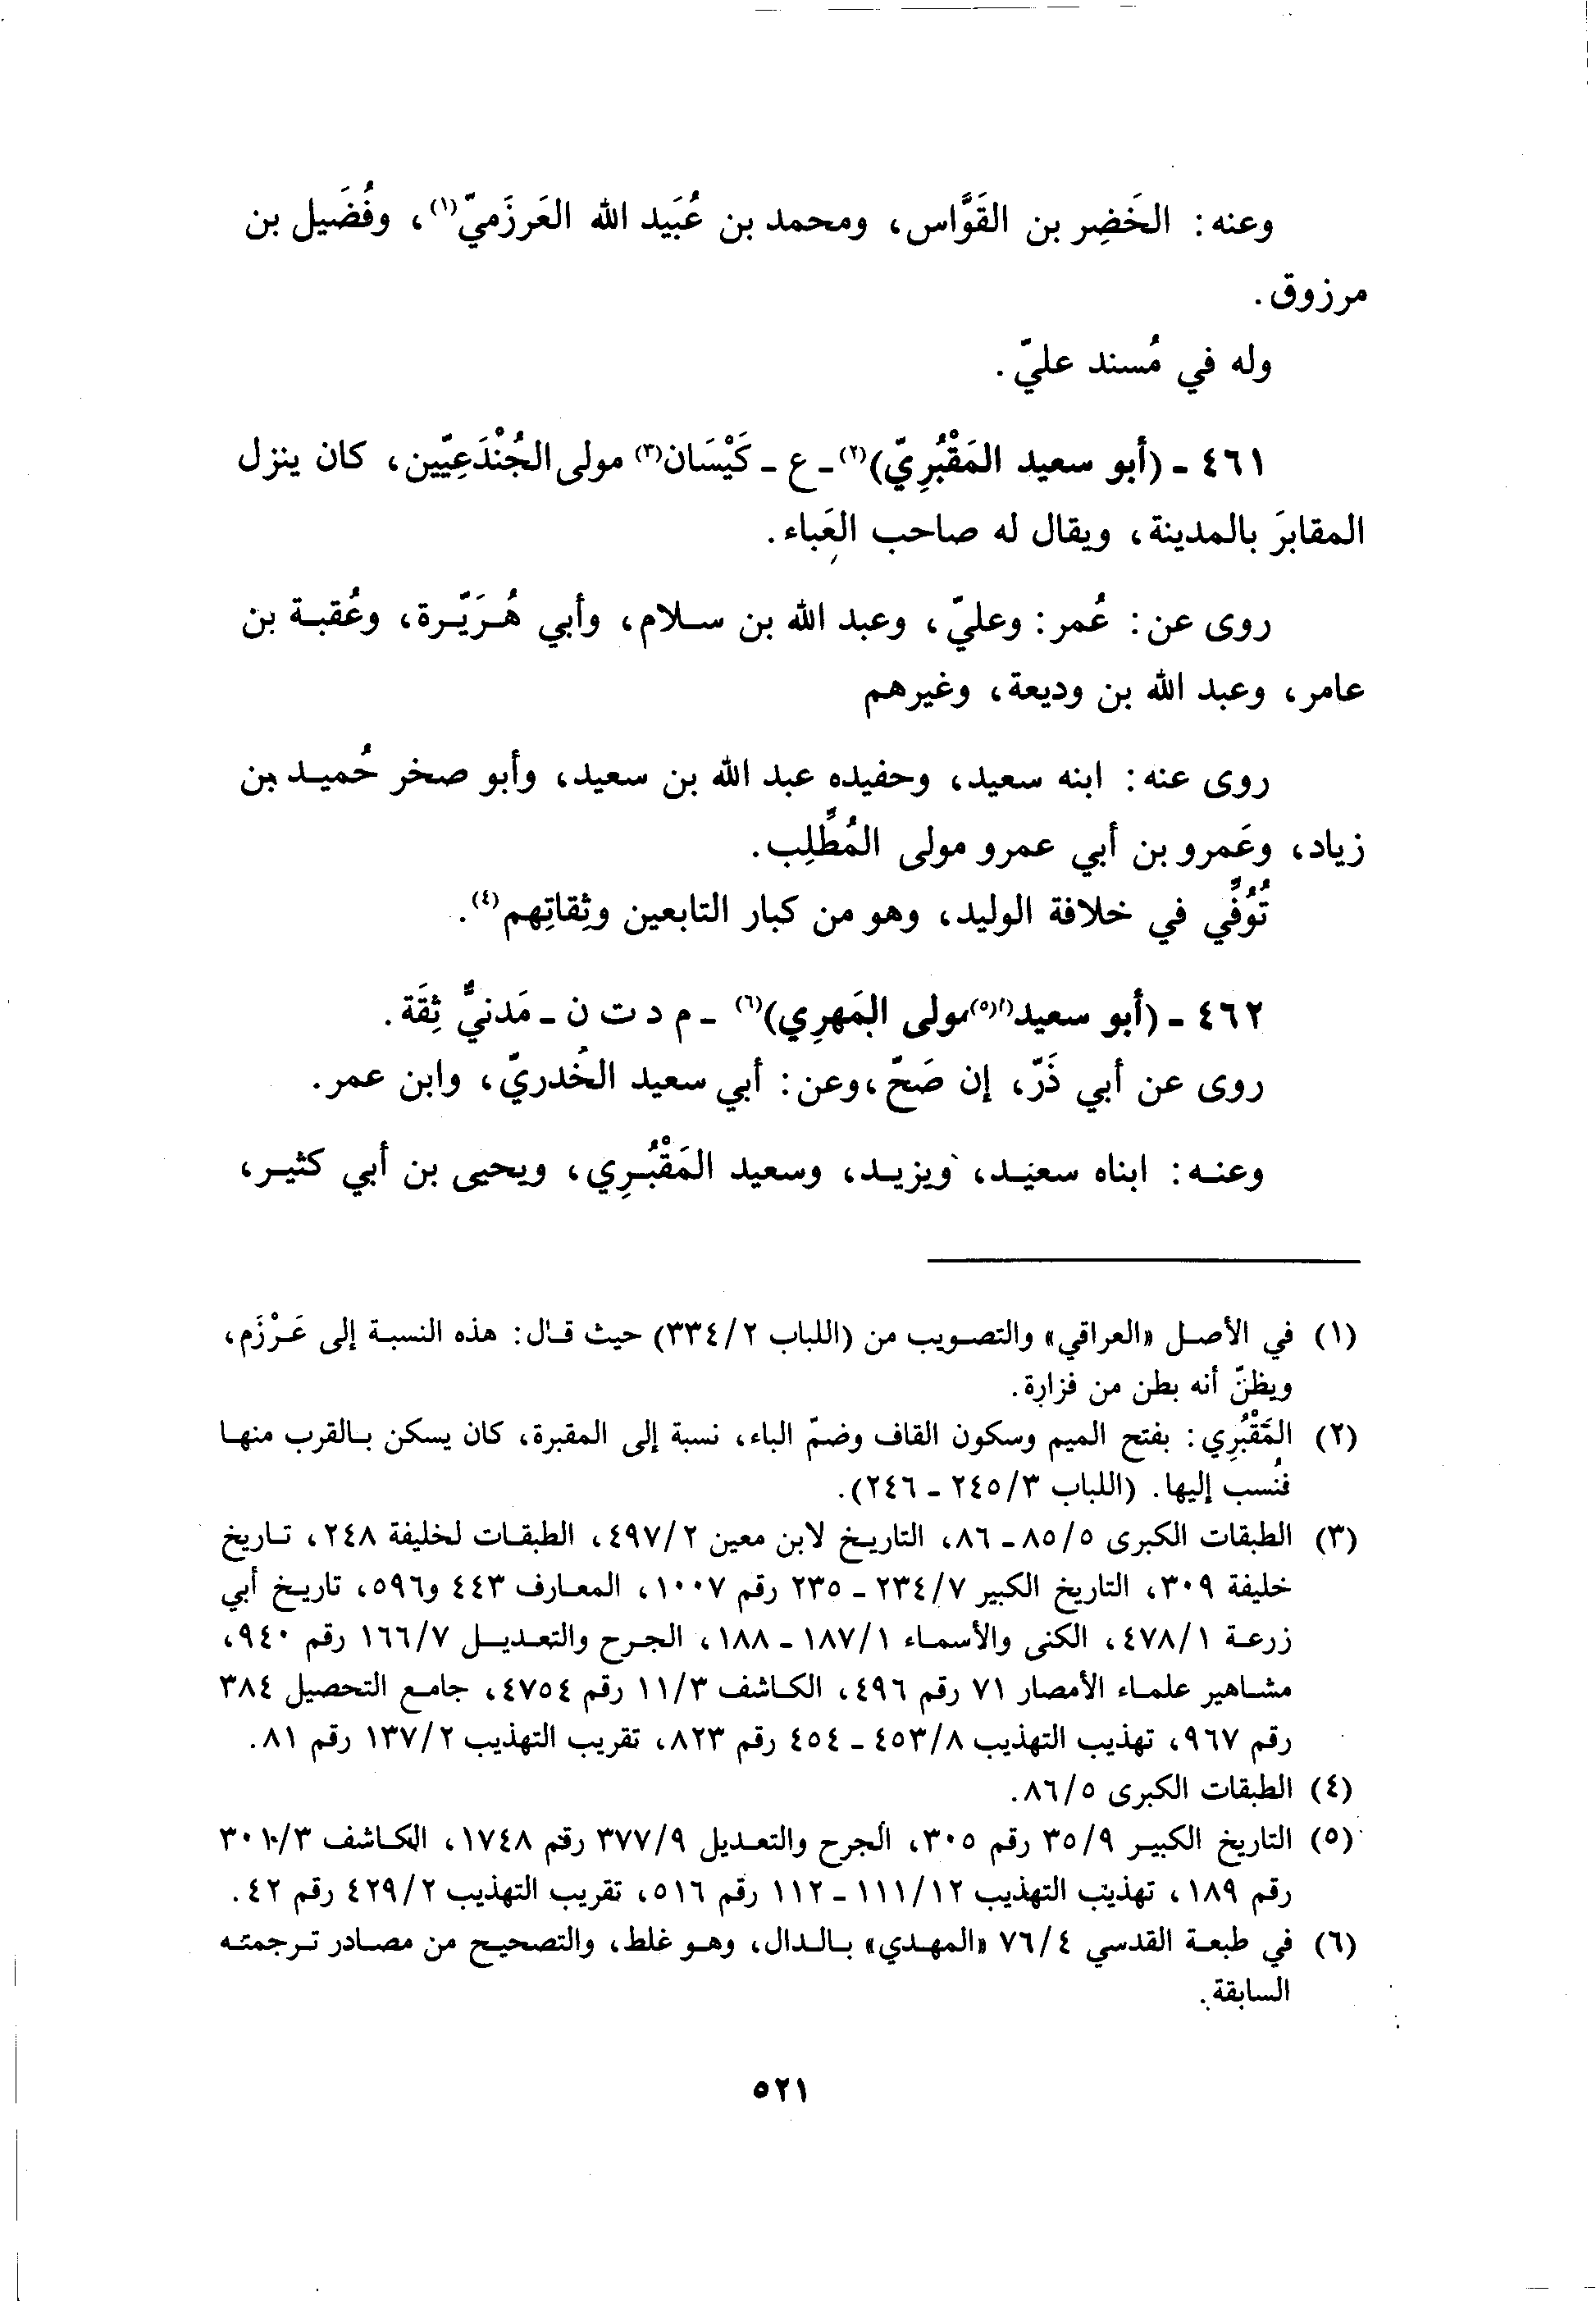 وعنه: الخَضِر بن القَوَّاس، ومحمد بن عُبَيد الله العَرزَميّ(١)، وفُضَيل بن
مرزوق.
وله في مُسند عليّ.
٤٦١ - (أبو سعيد المَقْبُرِيّ)(٢) - ع - كَيْسَان(٣) مولى الجُنْدَعِيّين، كان ينزل
المقابرَ بالمدينة، ويقال له صاحب العَباء.
روى عن: عُمر: وعليّ، وعبد الله بن سلام، وأبي هُرَيّرة، وعُقبة بن
عامر، وعبد الله بن وديعة، وغيرهم
روى عنه: ابنه سعيد، وحفيده عبد الله بن سعيد، وأبو صخر حُميد بن
زياد، وعَمرو بن أبي عمرو مولى المُطَّلِب.
تُوُفِّي في خلافة الوليد، وهو من كبار التابعين وثِقاتِهم(٤).
٤٦٢ - (أبو سعيد(٥) مولى المَهرِي)(٦) - م د ت ن - مَدنيٌّ ثِقَة.
روى عن أبي ذَرّ، إن صَحّ، وعن: أبي سعيد الخُدريّ، وابن عمر.
وعنه: ابناه سعيد، ويزيد، وسعيد المَقْبُرِي، ويحيى بن أبي كثير،
(١) في الأصل «العراقي» والتصويب من (اللباب ٣٣٤/٢) حيث قال: هذه النسبة إلى عَرْزَم،
ويظنّ أنه بطن من فزارة.
(٢) المَقْبُرِي: بفتح الميم وسكون القاف وضمّ الباء، نسبة إلى المقبرة، كان يسكن بالقرب منها
فنُسب إليها. (اللباب ٢٤٥/٣ - ٢٤٦).
(٣) الطبقات الكبرى ٨٥/٥ - ٨٦، التاريخ لابن معين ٤٩٧/٢، الطبقات لخليفة ٢٤٨، تاريخ
خليفة ٣٠٩، التاريخ الكبير ٢٣٤/٧ - ٢٣٥ رقم ١٠٠٧، المعارف ٤٤٣ و٥٩٦، تاريخ أبي
زرعة ٤٧٨/١، الكنى والأسماء ١٨٧/١ - ١٨٨، الجرح والتعديل ١٦٦/٧ رقم ٩٤٠،
مشاهير علماء الأمصار ٧١ رقم ٤٩٦، الكاشف ١١/٣ رقم ٤٧٥٤، جامع التحصيل ٣٨٤
رقم ٩٦٧، تهذيب التهذيب ٤٥٣/٨ - ٤٥٤ رقم ٨٢٣، تقريب التهذيب ١٣٧/٢ رقم ٨١.
(٤) الطبقات الكبرى ٨٦/٥.
(٥) التاريخ الكبير ٣٥/٩ رقم ٣٠٥، الجرح والتعديل ٣٧٧/٩ رقم ١٧٤٨، الكاشف ٣٠١/٣
رقم ١٨٩، تهذيب التهذيب ١١١/١٢ - ١١٢ رقم ٥١٦، تقريب التهذيب ٤٢٩/٢ رقم ٤٢.
(٦) في طبعة القدسي ٧٦/٤ «المهدي» بالدال، وهو غلط، والتصحيح من مصادر ترجمته
السابقة.
٥٢١